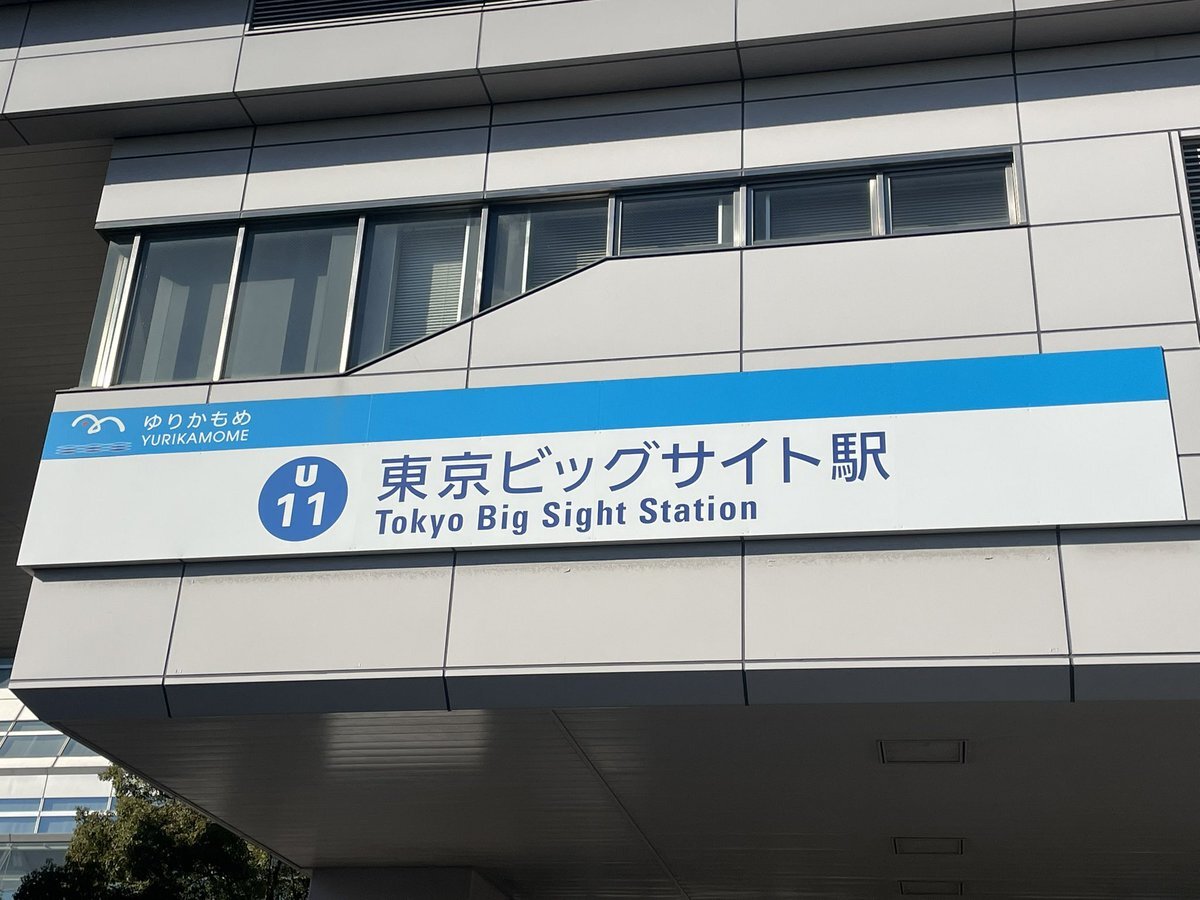 ゆりかもめ
YURIKAMOME
U
11
東京ビッグサイト駅
Tokyo Big Sight Station